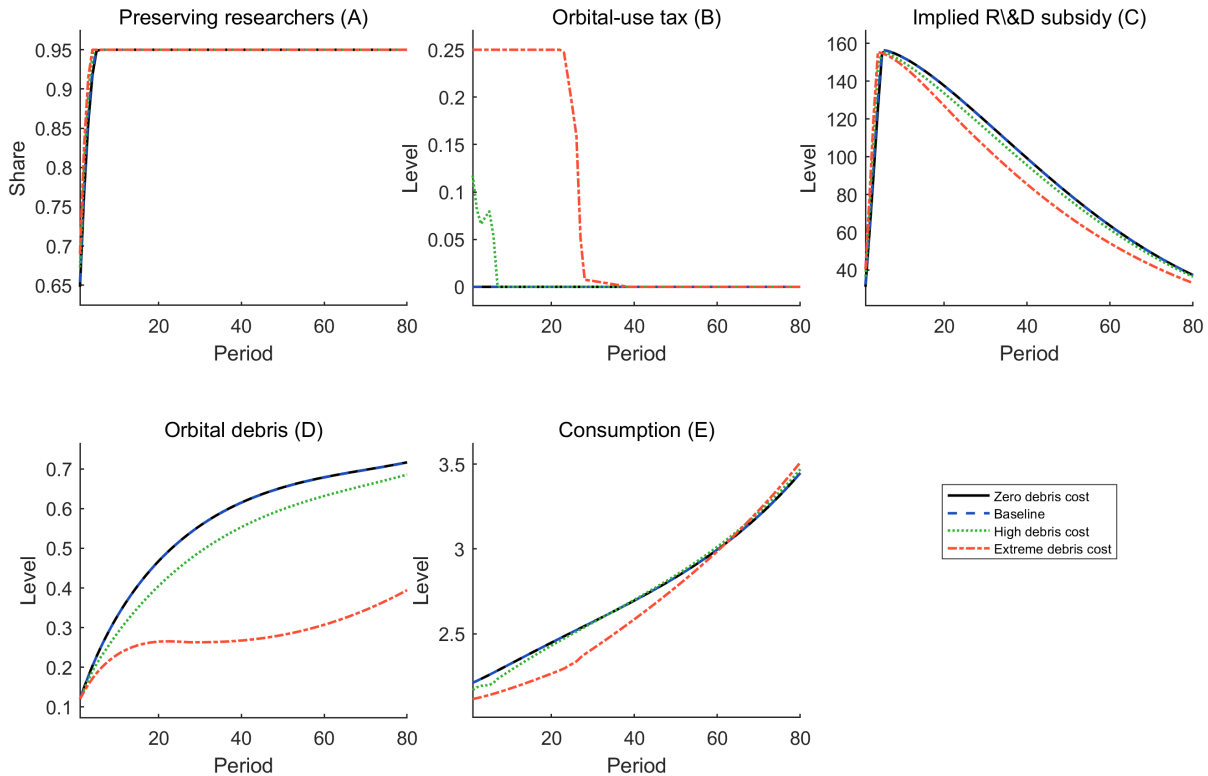 Preserving researchers (A)
Orbital-use tax (B)
Implied R\&D subsidy (C)
0.95
0.9
0.85
0.8
0.75
0.7
0.65
Share
20
40
60
80
Period
0.25
0.2
0.15
0.1
0.05
0
Level
20
40
60
80
Period
160
140
120
100
80
60
40
Level
20
40
60
80
Period
Orbital debris (D)
Consumption (E)
0.7
0.6
0.5
0.4
0.3
0.2
0.1
Level
20
40
60
80
Period
3.5
3
2.5
Level
20
40
60
80
Period
Zero debris cost
Baseline
High debris cost
Extreme debris cost